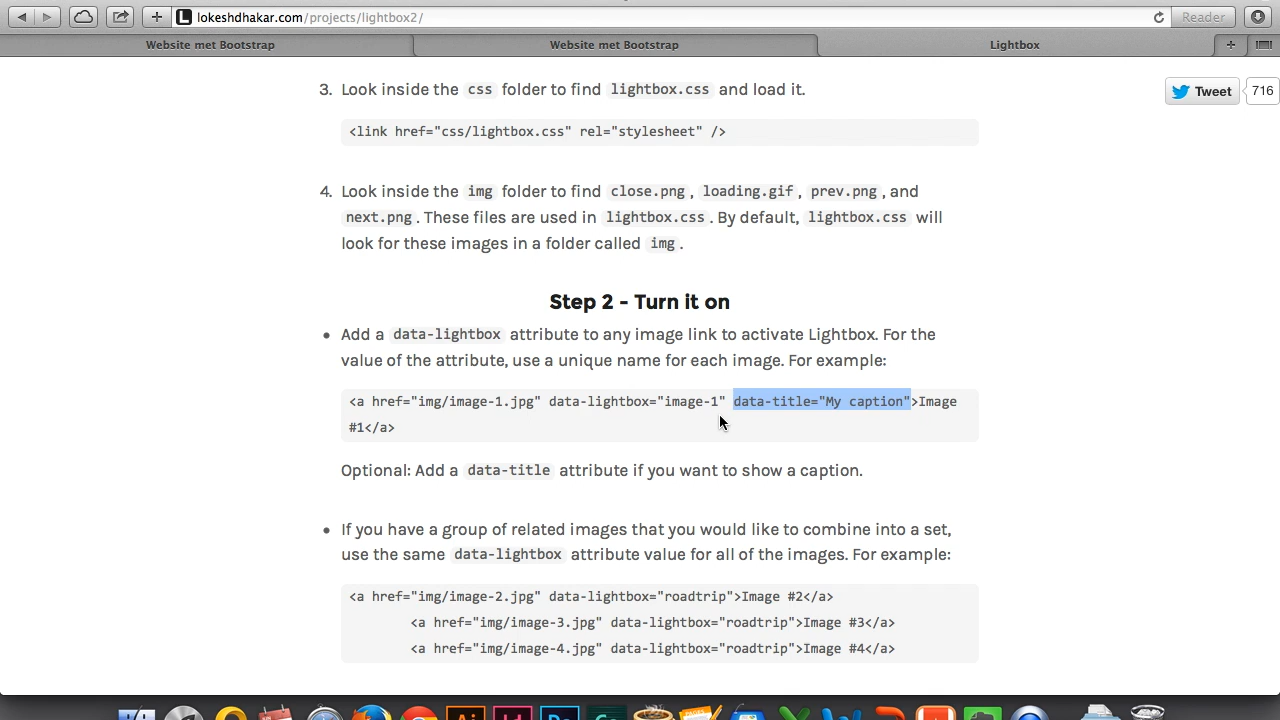 lokeshdhakar.com/projects/lightbox2/
Reader
Website met Bootstrap
Website met Bootstrap
Lightbox
Tweet
716
3. Look inside the css folder to find lightbox.css and load it.
<link href="css/lightbox.css" rel="stylesheet" />
4. Look inside the img folder to find close.png, loading.gif, prev.png, and
next.png. These files are used in lightbox.css. By default, lightbox.css will
look for these images in a folder called img.
Step 2 - Turn it on
• Add a data-lightbox attribute to any image link to activate Lightbox. For the
value of the attribute, use a unique name for each image. For example:
<a href="img/image-1.jpg" data-lightbox="image-1" data-title="My caption">Image
#1</a>
Optional: Add a data-title attribute if you want to show a caption.
• If you have a group of related images that you would like to combine into a set,
use the same data-lightbox attribute value for all of the images. For example:
<a href="img/image-2.jpg" data-lightbox="roadtrip">Image #2</a>
<a href="img/image-3.jpg" data-lightbox="roadtrip">Image #3</a>
<a href="img/image-4.jpg" data-lightbox="roadtrip">Image #4</a>